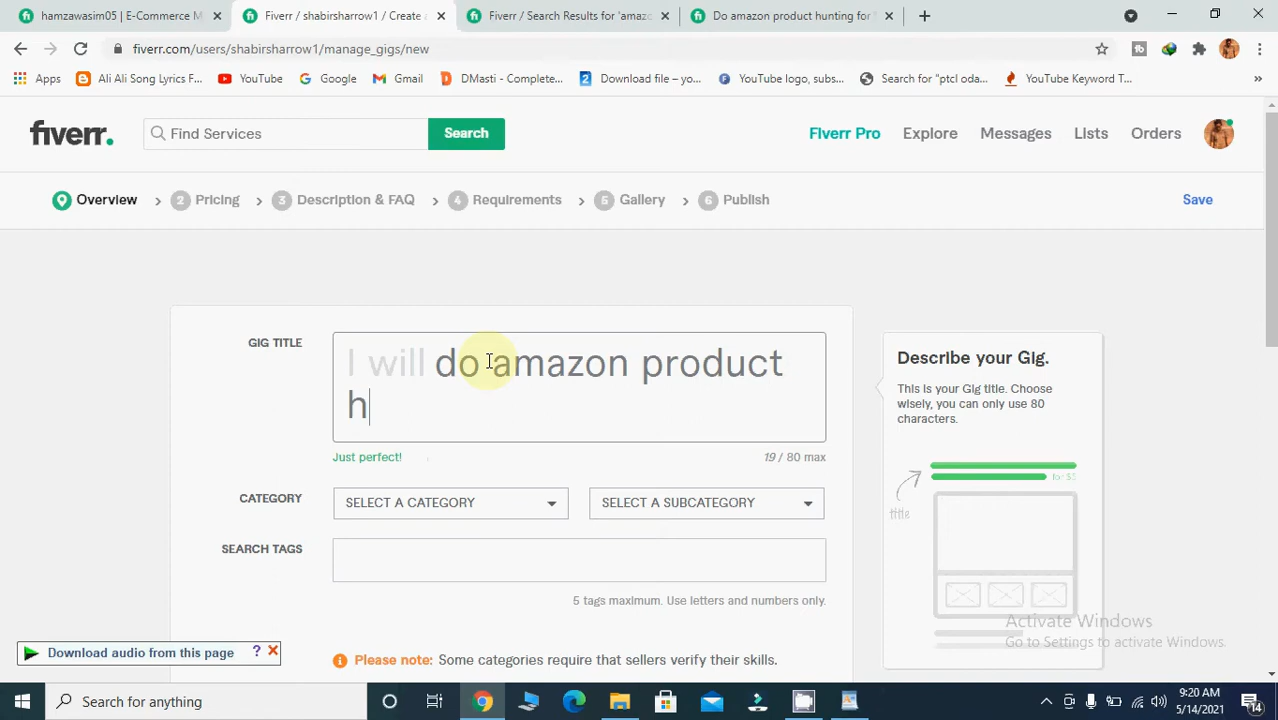 hamzawasim05 | E-Commerce M
Fiverr / shabirsharrow1 / Create
Fiverr / Search Results for 'amaz
Do amazon product hunting for
fiverr.com/users/shabirsharrow1/manage_gigs/new
Apps
Ali Ali Song Lyrics F...
YouTube
Google
Gmail
DMasti - Complete...
Download file – yo...
YouTube logo, subs...
Search for "ptcl oda...
YouTube Keyword T...
»
fiverr.
Find Services
Search
Fiverr Pro
Explore
Messages
Lists
Orders
Overview
2 Pricing
3 Description & FAQ
4 Requirements
5 Gallery
6 Publish
Save
GIG TITLE
I will do amazon product
h
Just perfect!
19 / 80 max
CATEGORY
SELECT A CATEGORY
SELECT A SUBCATEGORY
SEARCH TAGS
5 tags maximum. Use letters and numbers only.
Please note: Some categories require that sellers verify their skills.
Describe your Gig.
This is your Gig title. Choose
wisely, you can only use 80
characters.
for $5
title
Activate Windows
Go to Settings to activate Windows.
Download audio from this page
?
Search for anything
9:20 AM
5/14/2021
14